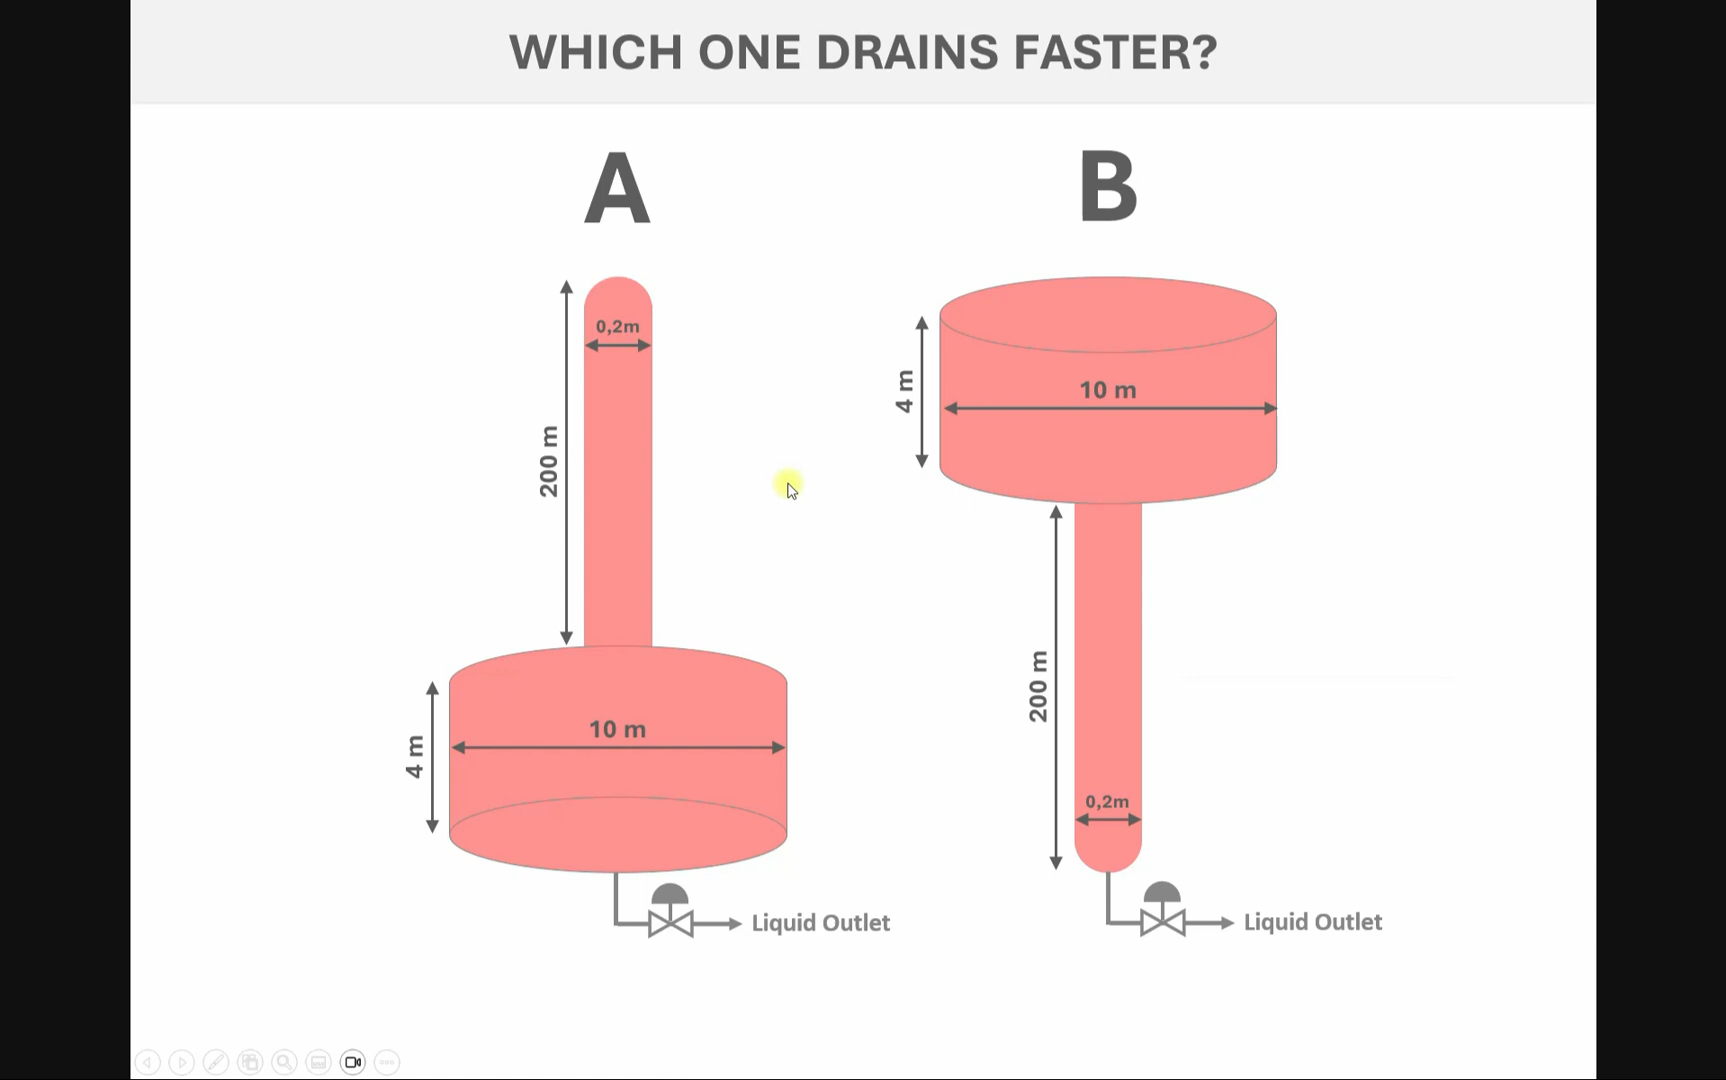 WHICH ONE DRAINS FASTER?
A
B
0,2m
200 m
10 m
4 m
Liquid Outlet
4 m
10 m
200 m
0,2m
Liquid Outlet